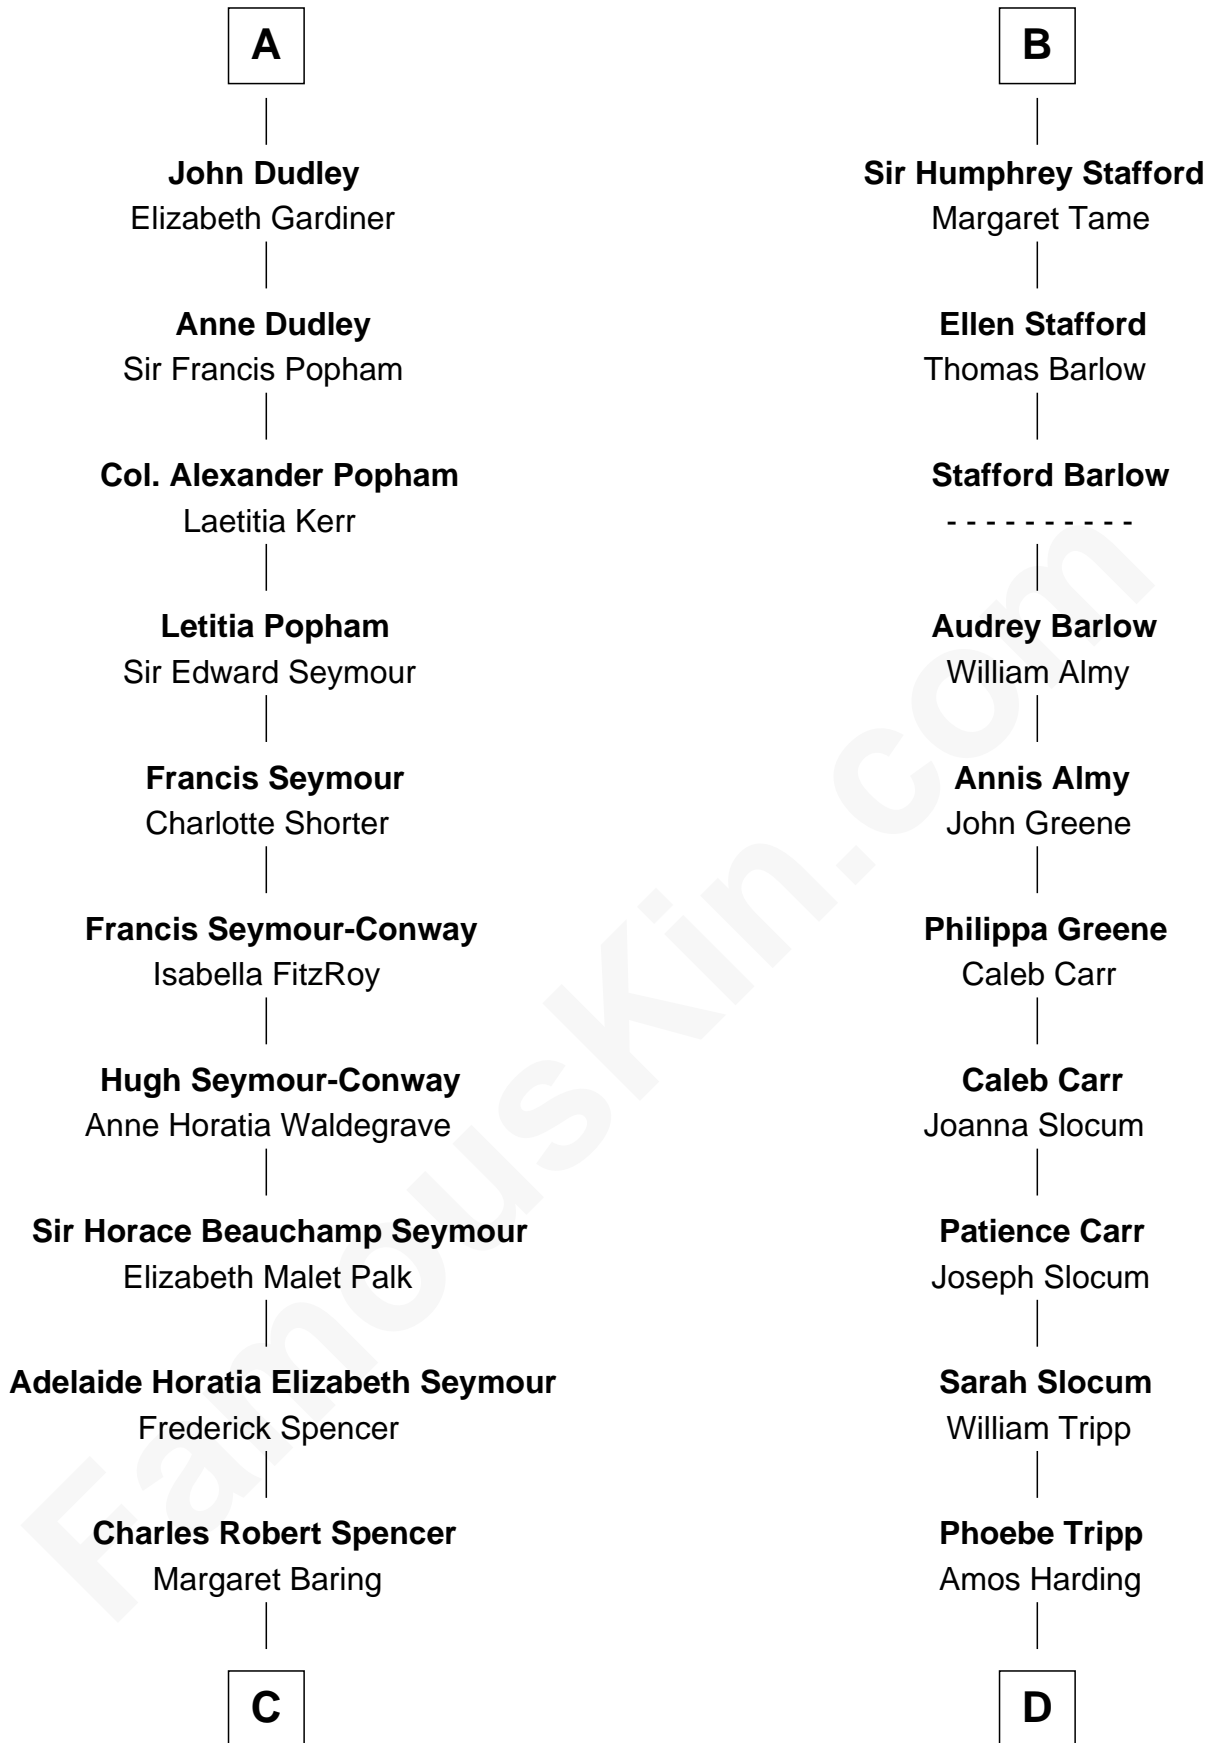 A
John Dudley
Elizabeth Gardiner
Anne Dudley
Sir Francis Popham
Col. Alexander Popham
Laetitia Kerr
Letitia Popham
Sir Edward Seymour
Francis Seymour
Charlotte Shorter
Francis Seymour-Conway
Isabella FitzRoy
Hugh Seymour-Conway
Anne Horatia Waldegrave
Sir Horace Beauchamp Seymour
Elizabeth Malet Palk
Adelaide Horatia Elizabeth Seymour
Frederick Spencer
Charles Robert Spencer
Margaret Baring
C
B
Sir Humphrey Stafford
Margaret Tame
Ellen Stafford
Thomas Barlow
Stafford Barlow
- - - - - - - - - -
Audrey Barlow
William Almy
Annis Almy
John Greene
Philippa Greene
Caleb Carr
Caleb Carr
Joanna Slocum
Patience Carr
Joseph Slocum
Sarah Slocum
William Tripp
Phoebe Tripp
Amos Harding
D
FamousKin.com